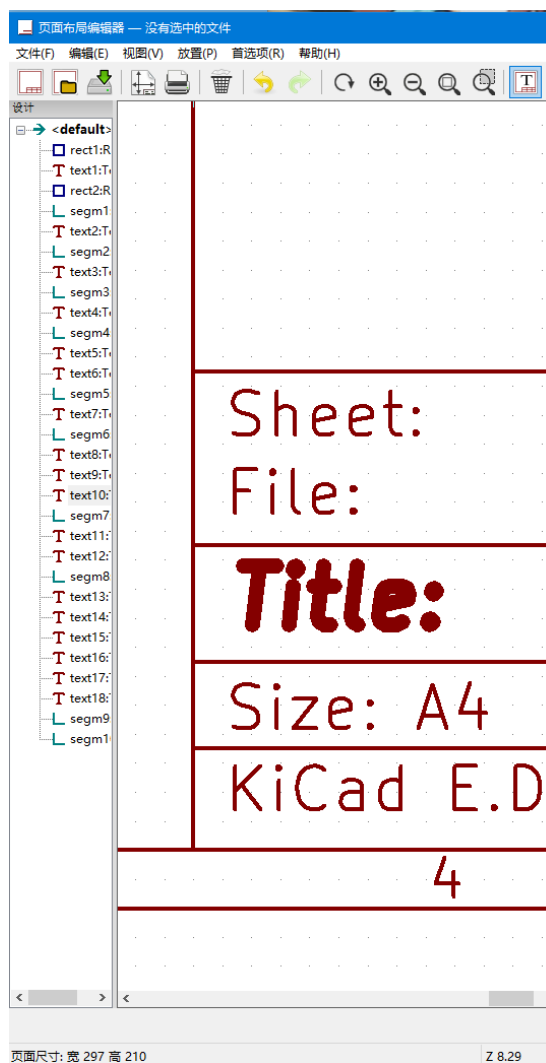 页面布局编辑器 — 没有选中的文件
文件(F) 编辑(E) 视图(V) 放置(P) 首选项(R) 帮助(H)
设计
<default>
rect1:R
text1:T
rect2:R
segm1
text2:T
segm2
text3:T
segm3
text4:T
segm4
text5:T
text6:T
segm5
text7:T
segm6
text8:T
text9:T
text10:
segm7
text11:
text12:
segm8
text13:
text14:
text15:
text16:
text17:
text18:
segm9
segm1
Sheet:
File:
Title:
Size: A4
KiCad E.D
4
页面尺寸: 宽 297 高 210 Z 8.29